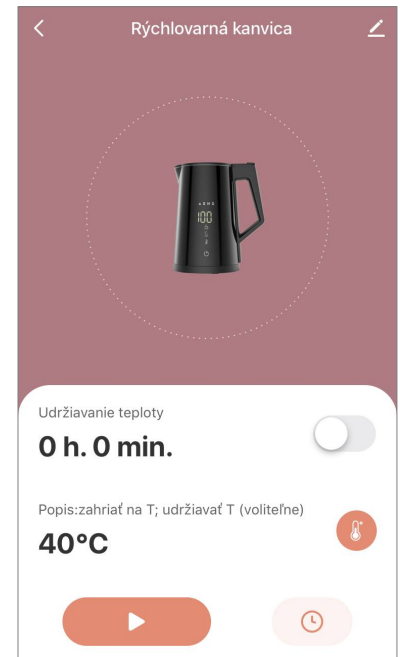 Rýchlovarná kanvica
100
Udržiavanie teploty
0 h. 0 min.
Popis:zahriať na T; udržiavať T (voliteľne)
40°C